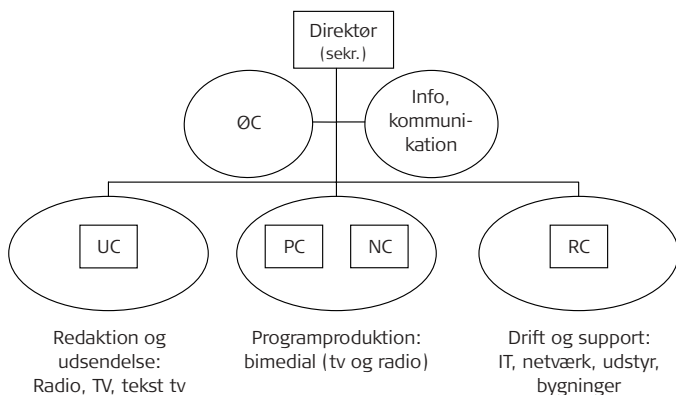 Direktør
(sekr.)
ØC
Info,
kommuni-
kation
UC
PC
NC
RC
Redaktion og
udsendelse:
Radio, TV, tekst tv
Programproduktion:
bimedial (tv og radio)
Drift og support:
IT, netværk, udstyr,
bygninger